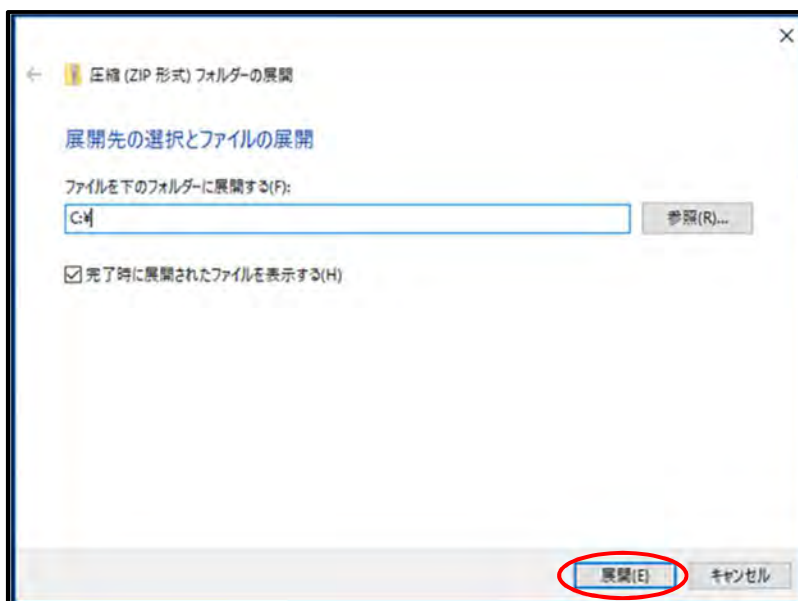 圧縮 (ZIP 形式) フォルダーの展開
展開先の選択とファイルの展開
ファイルを下のフォルダーに展開する(F):
C:¥
参照(R)...
完了時に展開されたファイルを表示する(H)
展開(E)
キャンセル